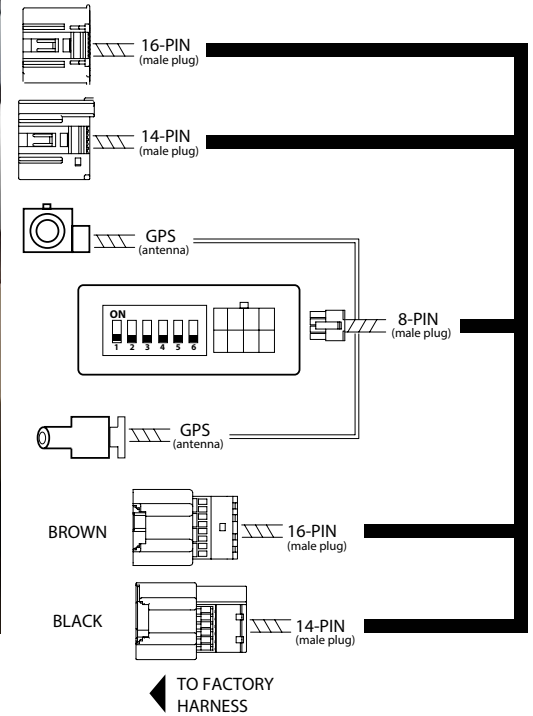 16-PIN
(male plug)
14-PIN
(male plug)
GPS
(antenna)
ON
1 2 3 4 5 6
8-PIN
(male plug)
GPS
(antenna)
BROWN
16-PIN
(male plug)
BLACK
14-PIN
(male plug)
TO FACTORY
HARNESS